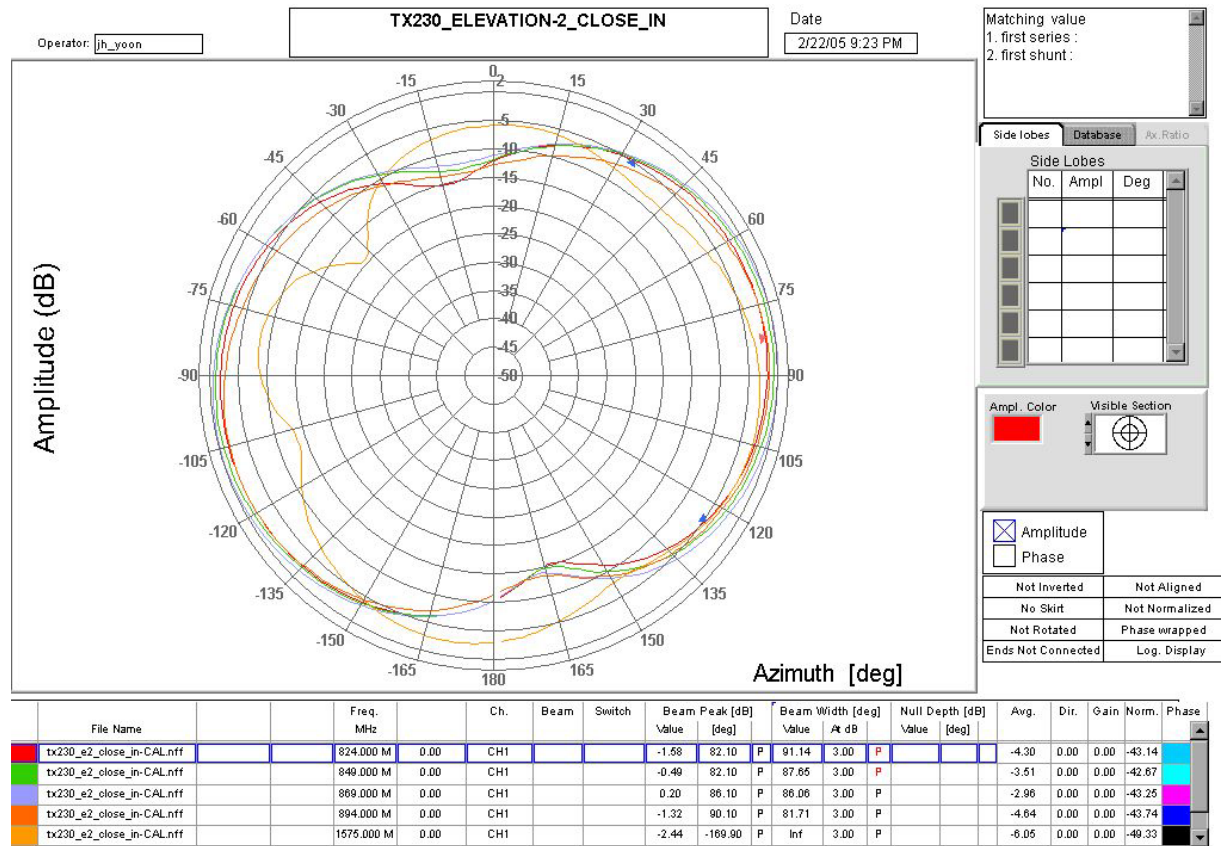 TX230_ELEVATION-2_CLOSE_IN
Operator: jh_yoon
Date
2/22/05 9:23 PM
Matching value
1. first series :
2. first shunt :
Side lobes Database Ax.Ratio
Side Lobes
No. Ampl Deg
Ampl. Color Visible Section
Amplitude
Phase
Not Inverted Not Aligned
No Skirt Not Normalized
Not Rotated Phase wrapped
Ends Not Connected Log. Display
Amplitude (dB)
Azimuth [deg]
0
15
30
45
60
75
90
105
120
135
150
165
180
-165
-150
-135
-120
-105
-90
-75
-60
-45
-30
-15
2
-5
-10
-15
-20
-25
-30
-35
-40
-45
-50
File Name Freq. MHz Ch. Beam Switch Beam Peak [dB] Value [deg] Beam Width [deg] Value At dB Null Depth [dB] Value [deg] Avg. Dir. Gain Norm. Phase
tx230_e2_close_in-CAL.nff 824.000 M 0.00 CH1 -1.58 82.10 P 91.14 3.00 P -4.30 0.00 0.00 -43.14
tx230_e2_close_in-CAL.nff 849.000 M 0.00 CH1 -0.49 82.10 P 87.65 3.00 P -3.51 0.00 0.00 -42.67
tx230_e2_close_in-CAL.nff 869.000 M 0.00 CH1 0.20 86.10 P 86.06 3.00 P -2.96 0.00 0.00 -43.25
tx230_e2_close_in-CAL.nff 894.000 M 0.00 CH1 -1.32 90.10 P 81.71 3.00 P -4.64 0.00 0.00 -43.74
tx230_e2_close_in-CAL.nff 1575.000 M 0.00 CH1 -2.44 -169.90 P Inf 3.00 P -6.05 0.00 0.00 -49.33